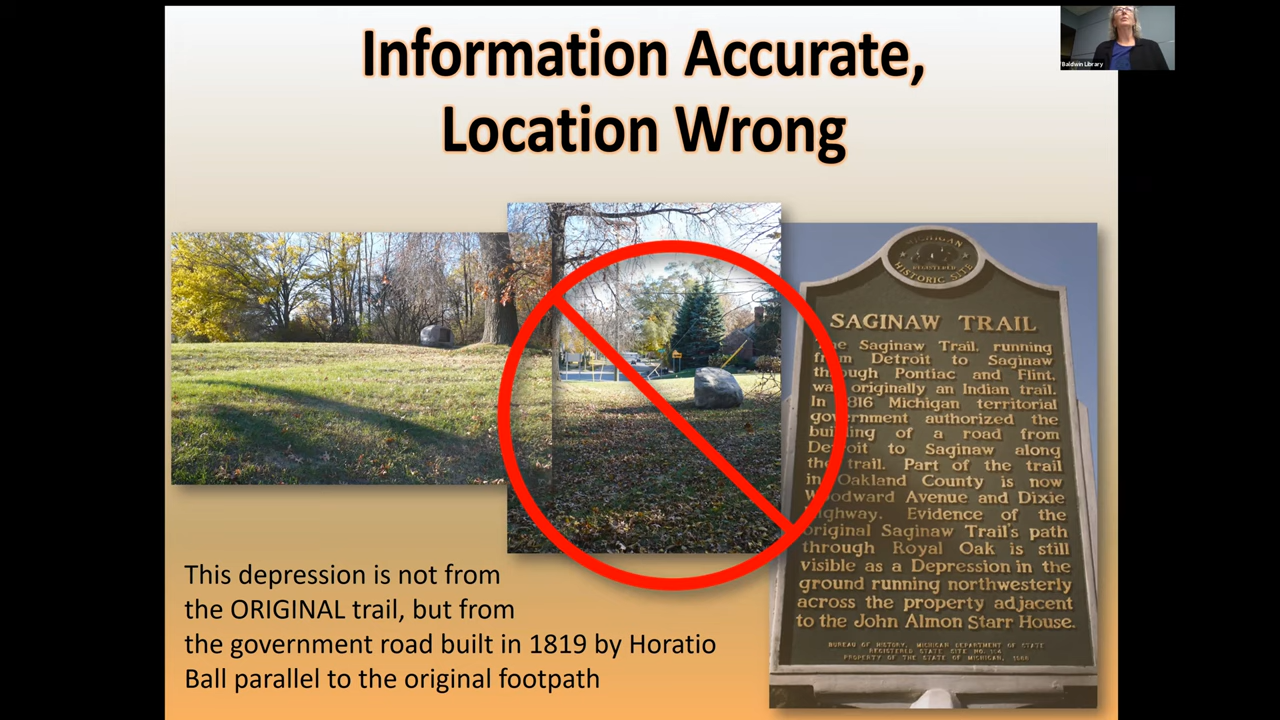 Information Accurate,
Location Wrong
Baldwin Library
MICHIGAN
REGISTERED
HISTORIC SITE
SAGINAW TRAIL
The Saginaw Trail, running
from Detroit to Saginaw
through Pontiac and Flint,
was originally an Indian trail.
In 1816 Michigan territorial
government authorized the
building of a road from
Detroit to Saginaw along
the trail. Part of the trail
in Oakland County is now
Woodward Avenue and Dixie
Highway. Evidence of the
original Saginaw Trail's path
through Royal Oak is still
visible as a Depression in the
ground running northwesterly
across the property adjacent
to the John Almon Starr House.
BUREAU OF HISTORY, MICHIGAN DEPARTMENT OF STATE
REGISTERED STATE SITE NO.
PROPERTY OF THE STATE OF MICHIGAN,
This depression is not from
the ORIGINAL trail, but from
the government road built in 1819 by Horatio
Ball parallel to the original footpath